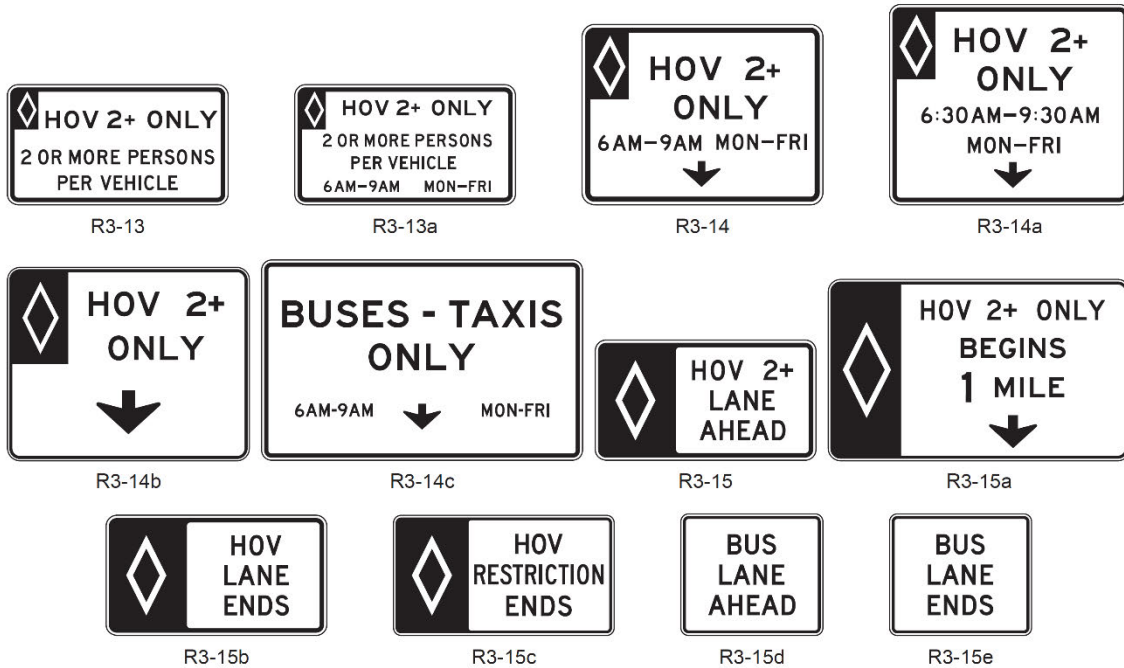 HOV 2+ ONLY
2 OR MORE PERSONS
PER VEHICLE
R3-13
HOV 2+ ONLY
2 OR MORE PERSONS
PER VEHICLE
6AM–9AM MON–FRI
R3-13a
HOV 2+
ONLY
6AM–9AM MON–FRI
R3-14
HOV 2+
ONLY
6:30AM–9:30AM
MON–FRI
R3-14a
HOV 2+
ONLY
R3-14b
BUSES - TAXIS
ONLY
6AM-9AM MON-FRI
R3-14c
HOV 2+
LANE
AHEAD
R3-15
HOV 2+ ONLY
BEGINS
1 MILE
R3-15a
HOV
LANE
ENDS
R3-15b
HOV
RESTRICTION
ENDS
R3-15c
BUS
LANE
AHEAD
R3-15d
BUS
LANE
ENDS
R3-15e